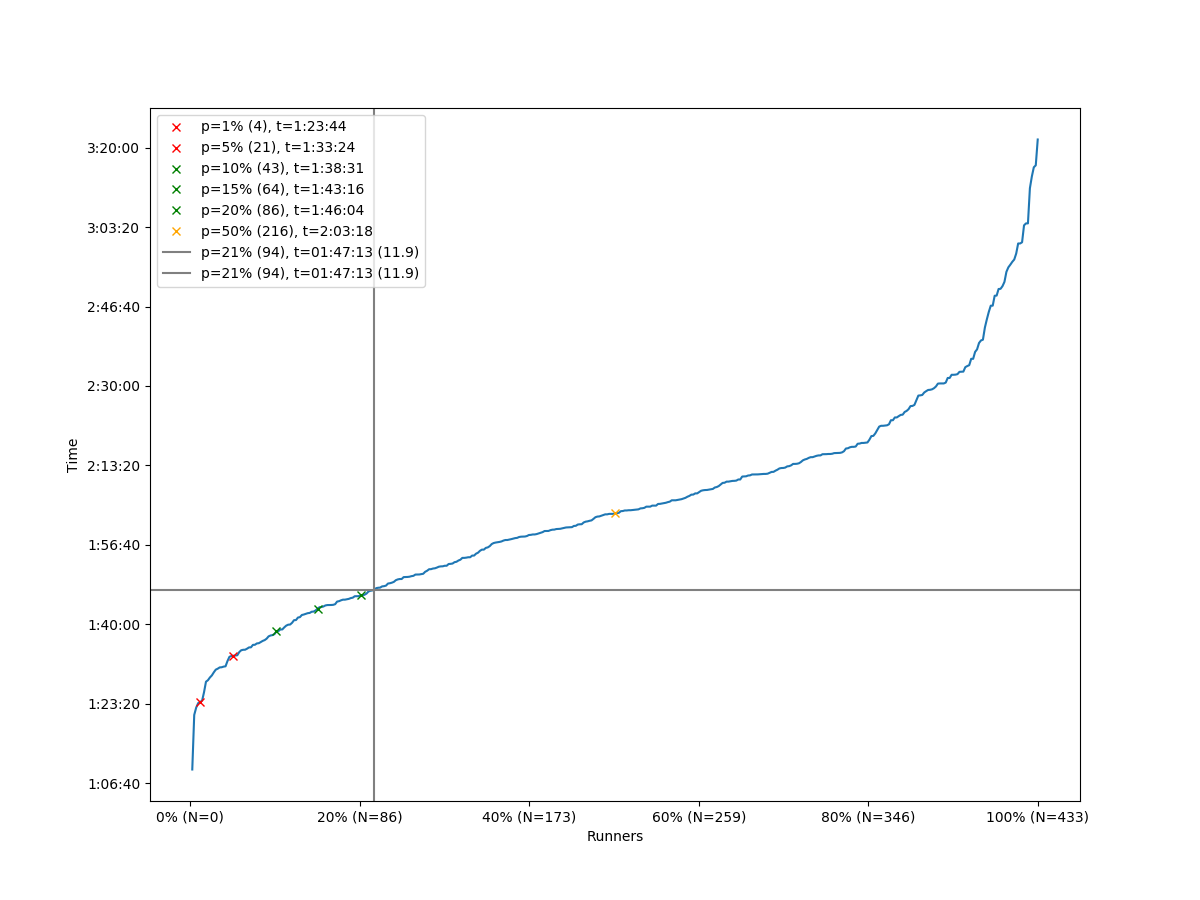 p=1% (4), t=1:23:44
p=5% (21), t=1:33:24
p=10% (43), t=1:38:31
p=15% (64), t=1:43:16
p=20% (86), t=1:46:04
p=50% (216), t=2:03:18
p=21% (94), t=01:47:13 (11.9)
p=21% (94), t=01:47:13 (11.9)
3:20:00
3:03:20
2:46:40
2:30:00
2:13:20
1:56:40
1:40:00
1:23:20
1:06:40
Time
0% (N=0)
20% (N=86)
40% (N=173)
60% (N=259)
80% (N=346)
100% (N=433)
Runners